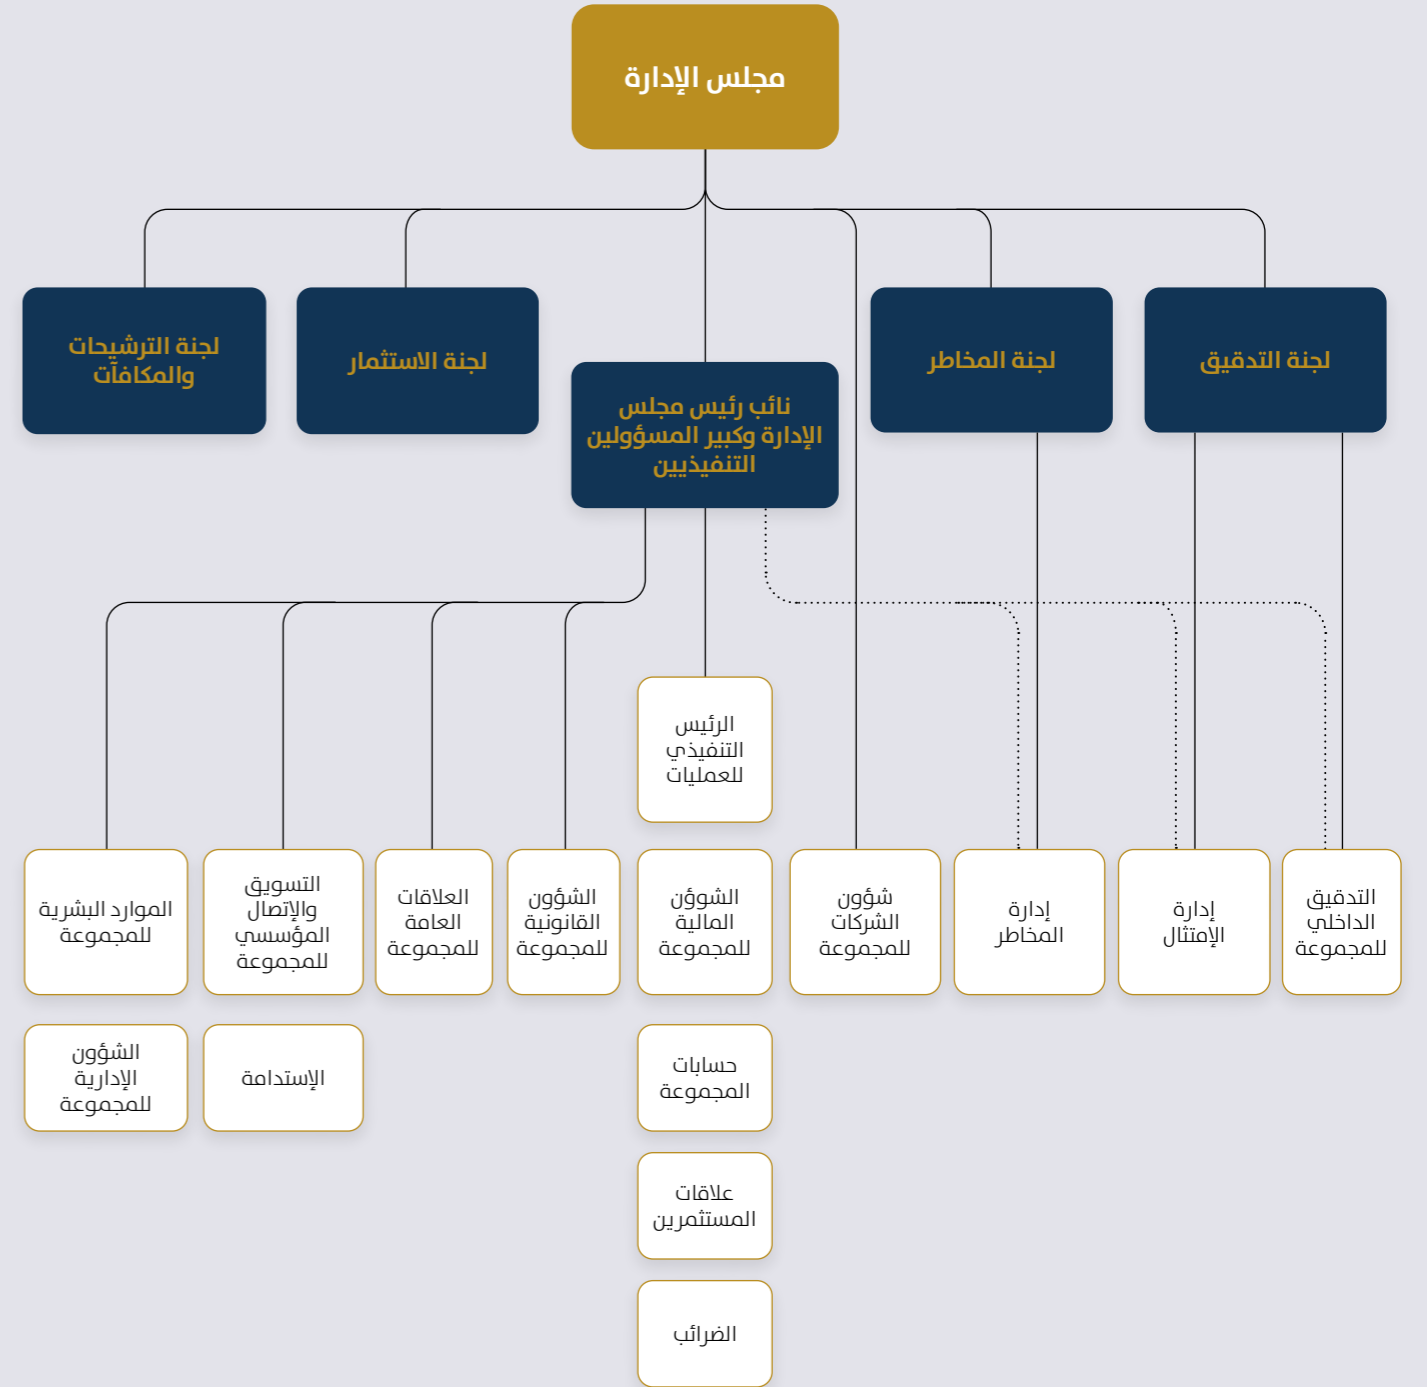 مجلس الإدارة
لجنة التدقيق
لجنة المخاطر
نائب رئيس مجلس
الإدارة وكبير المسؤولين
التنفيذيين
لجنة الاستثمار
لجنة الترشيحات
والمكافآت
الرئيس
التنفيذي
للعمليات
التدقيق
الداخلي
للمجموعة
إدارة
الإمتثال
إدارة
المخاطر
شؤون
الشركات
للمجموعة
الشوؤن
المالية
للمجموعة
الشؤون
القانونية
للمجموعة
العلاقات
العامة
للمجموعة
التسويق
والإتصال
المؤسسي
للمجموعة
الموارد البشرية
للمجموعة
حسابات
المجموعة
الإستدامة
الشؤون
الإدارية
للمجموعة
علاقات
المستثمرين
الضرائب